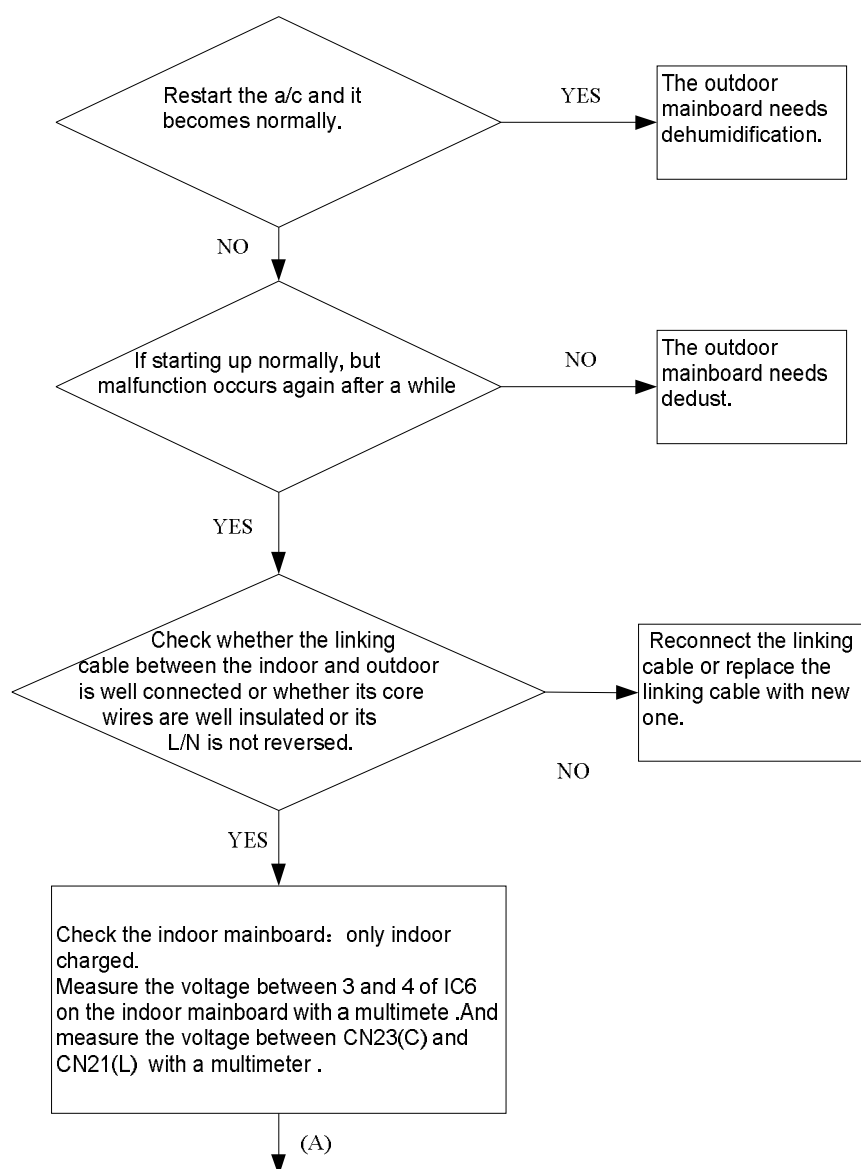 Restart the a/c and it
becomes normally.
YES
The outdoor
mainboard needs
dehumidification.
NO
If starting up normally, but
malfunction occurs again after a while
NO
The outdoor
mainboard needs
dedust.
YES
Check whether the linking
cable between the indoor and outdoor
is well connected or whether its core
wires are well insulated or its
L/N is not reversed.
NO
Reconnect the linking
cable or replace the
linking cable with new
one.
YES
Check the indoor mainboard：only indoor
charged.
Measure the voltage between 3 and 4 of IC6
on the indoor mainboard with a multimete .And
measure the voltage between CN23(C) and
CN21(L) with a multimeter .
(A)